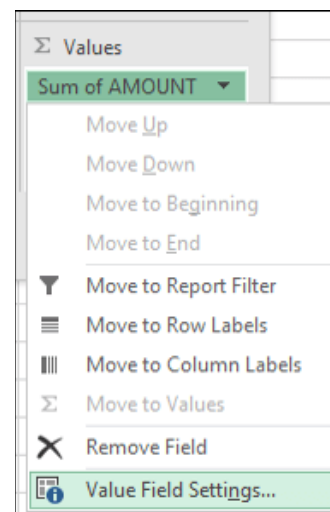 Σ Values
Sum of AMOUNT
Move Up
Move Down
Move to Beginning
Move to End
Move to Report Filter
Move to Row Labels
Move to Column Labels
Σ Move to Values
Remove Field
Value Field Settings...